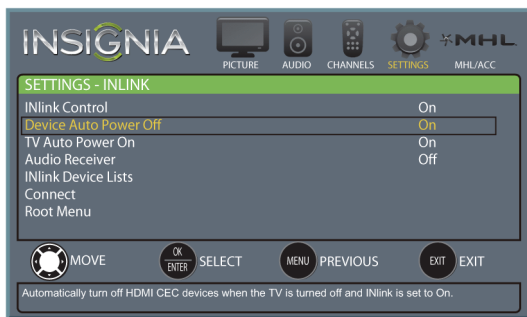 INSIGNIA
PICTURE AUDIO CHANNELS SETTINGS MHL/ACC
MHL
SETTINGS - INLINK
INlink Control On
Device Auto Power Off On
TV Auto Power On On
Audio Receiver Off
INlink Device Lists
Connect
Root Menu
MOVE OK ENTER SELECT MENU PREVIOUS EXIT EXIT
Automatically turn off HDMI CEC devices when the TV is turned off and INlink is set to On.